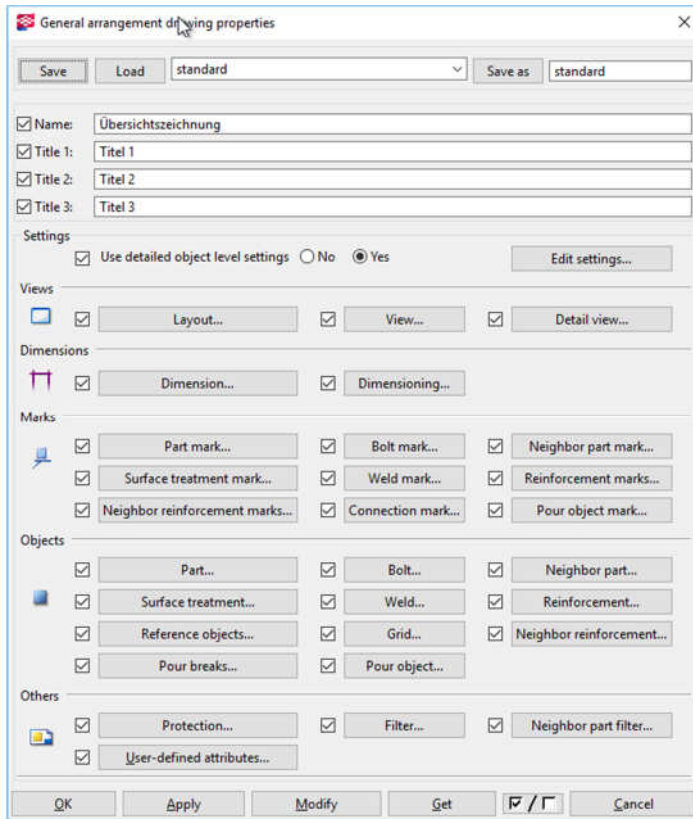 General arrangement drawing properties
Save Load standard Save as standard
Name: Übersichtszeichnung
Title 1: Titel 1
Title 2: Titel 2
Title 3: Titel 3
Settings
Use detailed object level settings No Yes Edit settings...
Views
Layout... View... Detail view...
Dimensions
Dimension... Dimensioning...
Marks
Part mark... Bolt mark... Neighbor part mark...
Surface treatment mark... Weld mark... Reinforcement marks...
Neighbor reinforcement marks... Connection mark... Pour object mark...
Objects
Part... Bolt... Neighbor part...
Surface treatment... Weld... Reinforcement...
Reference objects... Grid... Neighbor reinforcement...
Pour breaks... Pour object...
Others
Protection... Filter... Neighbor part filter...
User-defined attributes...
OK Apply Modify Get / Cancel